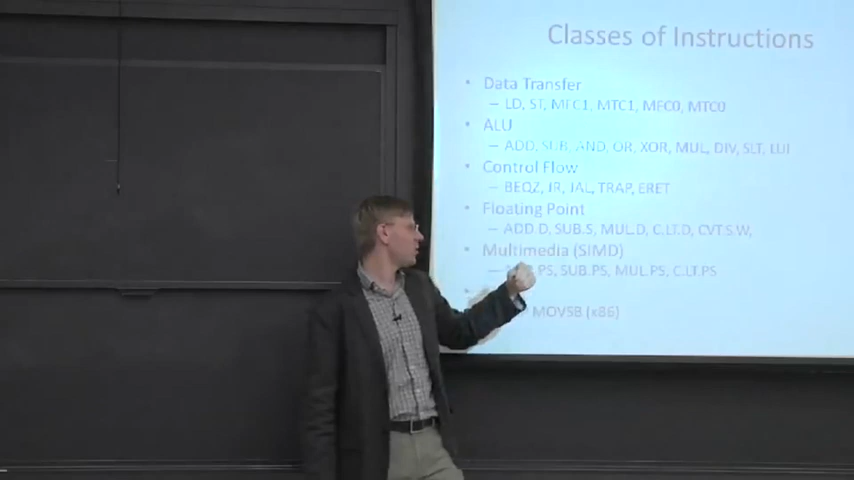 Classes of Instructions
• Data Transfer
– LD, ST, MFC1, MTC1, MFC0, MTC0
• ALU
– ADD, SUB, AND, OR, XOR, MUL, DIV, SLT, LUI
• Control Flow
– BEQZ, JR, JAL, TRAP, ERET
• Floating Point
– ADD.D, SUB.S, MUL.D, C.LT.D, CVT.S.W,
• Multimedia (SIMD)
– SUB.PS, MUL.PS, C.LT.PS
MOVSB (x86)